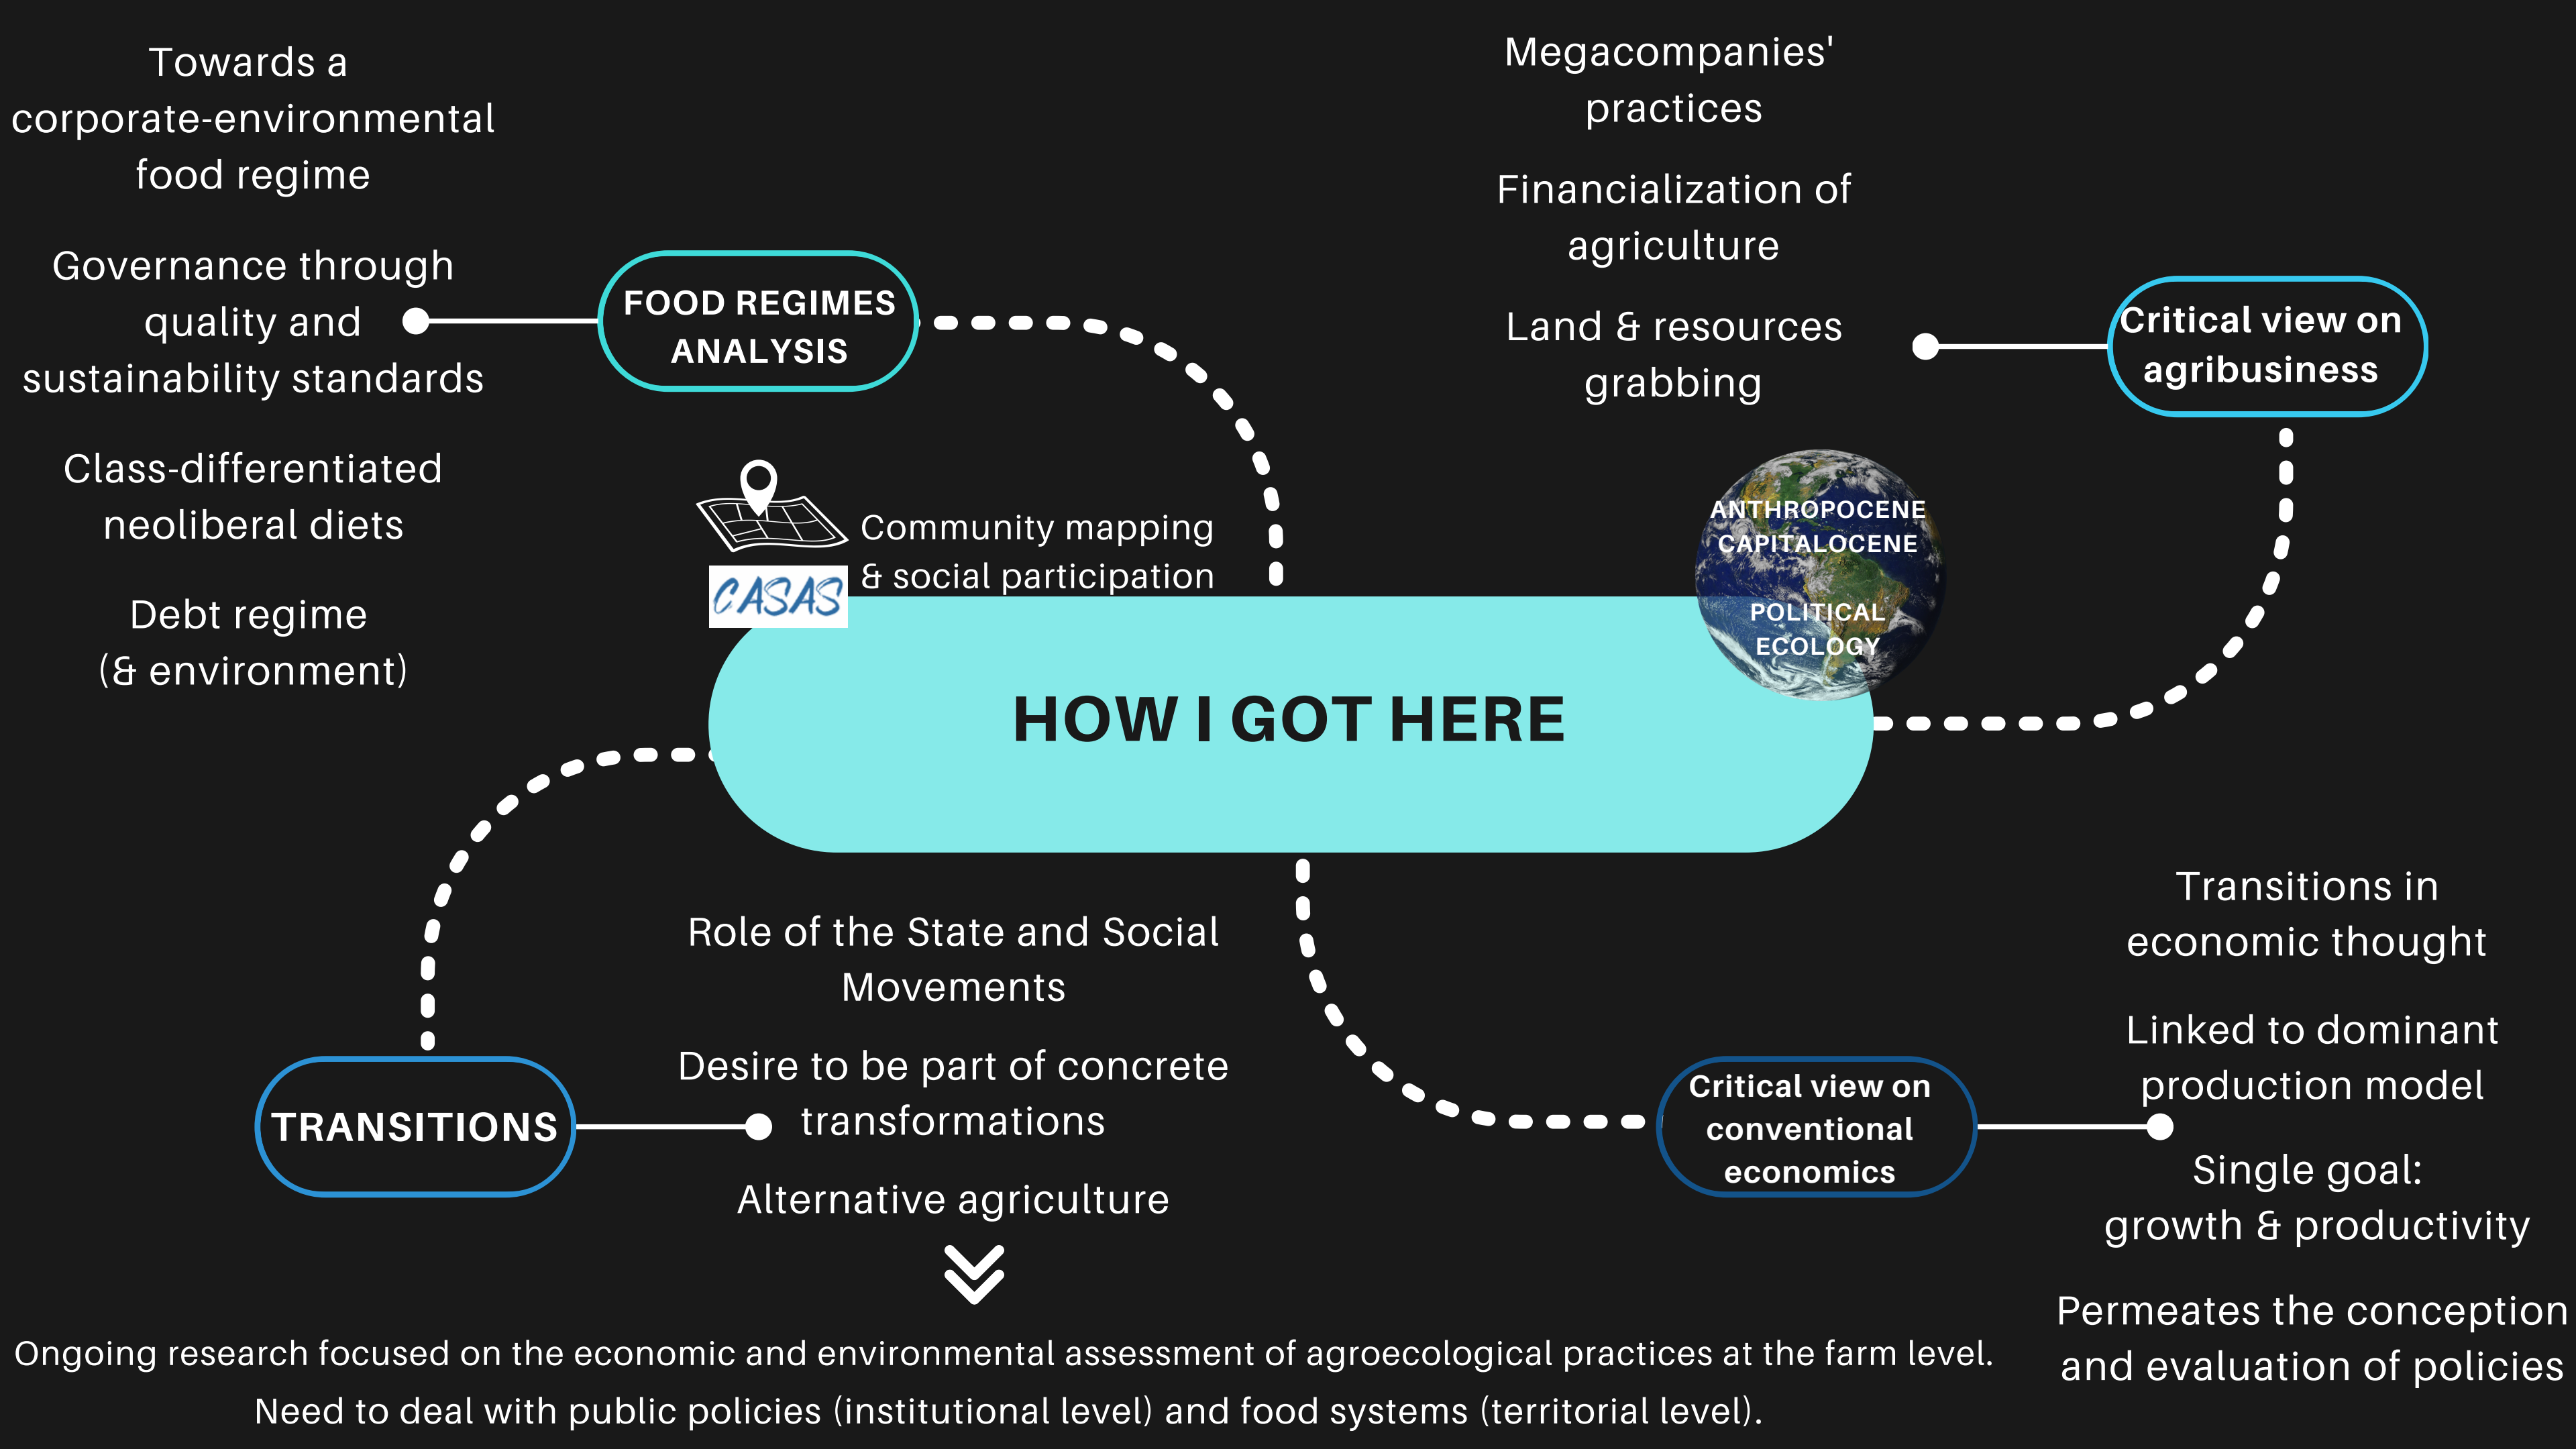 Towards a
corporate-environmental
food regime
Governance through
quality and
sustainability standards
Class-differentiated
neoliberal diets
Debt regime
(& environment)
FOOD REGIMES
ANALYSIS
Megacompanies'
practices
Financialization of
agriculture
Land & resources
grabbing
Critical view on
agribusiness
Community mapping
& social participation
CASAS
ANTHROPOCENE
CAPITALOCENE
POLITICAL
ECOLOGY
HOW I GOT HERE
TRANSITIONS
Role of the State and Social
Movements
Desire to be part of concrete
transformations
Alternative agriculture
Critical view on
conventional
economics
Transitions in
economic thought
Linked to dominant
production model
Single goal:
growth & productivity
Permeates the conception
and evaluation of policies
Ongoing research focused on the economic and environmental assessment of agroecological practices at the farm level.
Need to deal with public policies (institutional level) and food systems (territorial level).